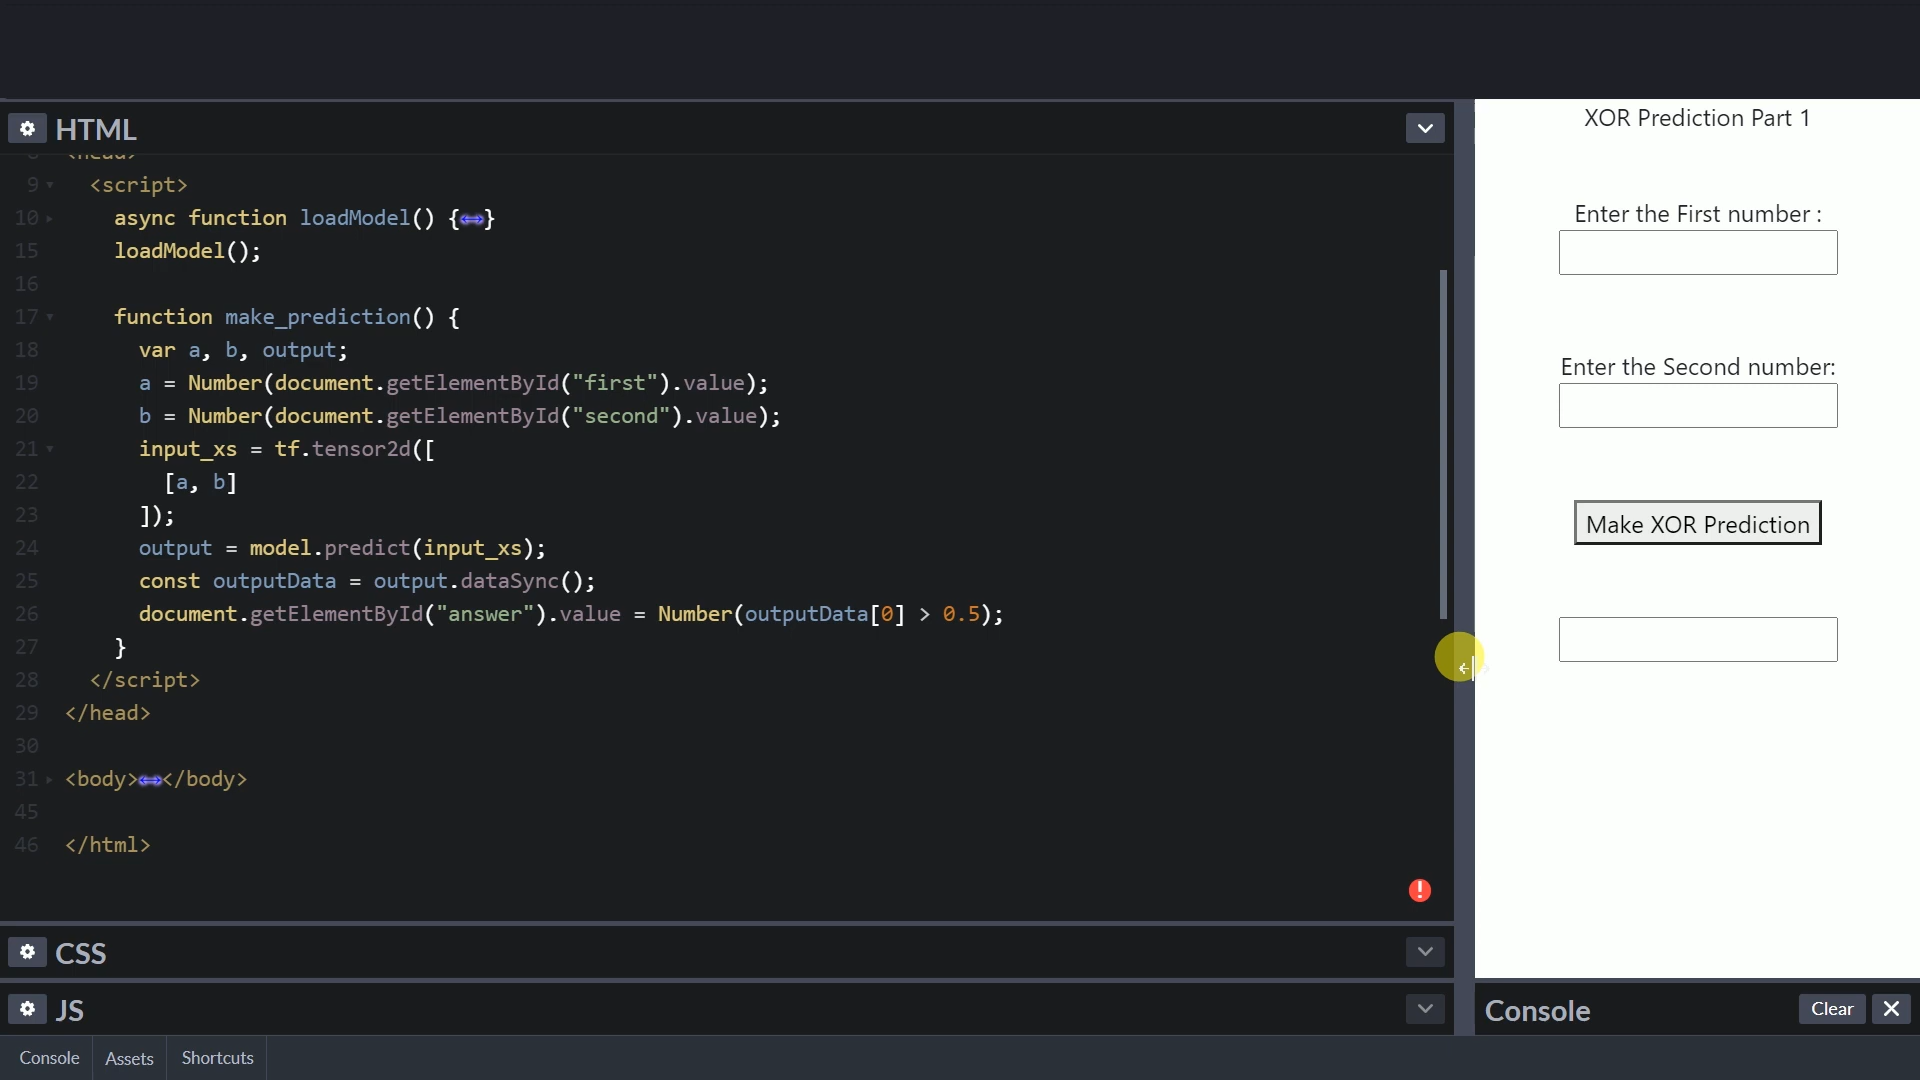 HTML
9 <script>
10 async function loadModel() {↔}
15 loadModel();
16
17 function make_prediction() {
18 var a, b, output;
19 a = Number(document.getElementById("first").value);
20 b = Number(document.getElementById("second").value);
21 input_xs = tf.tensor2d([
22 [a, b]
23 ]);
24 output = model.predict(input_xs);
25 const outputData = output.dataSync();
26 document.getElementById("answer").value = Number(outputData[0] > 0.5);
27 }
28 </script>
29 </head>
30
31 <body>↔</body>
45
46 </html>
CSS
JS
Console
Assets
Shortcuts
XOR Prediction Part 1
Enter the First number :
Enter the Second number:
Make XOR Prediction
Console
Clear